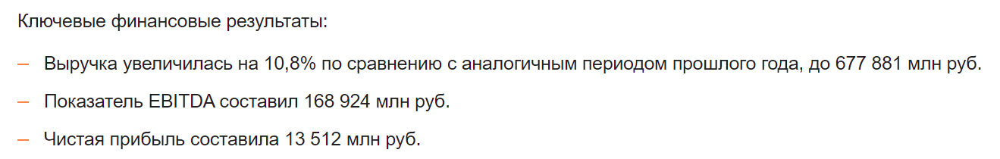 Ключевые финансовые результаты:
– Выручка увеличилась на 10,8% по сравнению с аналогичным периодом прошлого года, до 677 881 млн руб.
– Показатель EBITDA составил 168 924 млн руб.
– Чистая прибыль составила 13 512 млн руб.